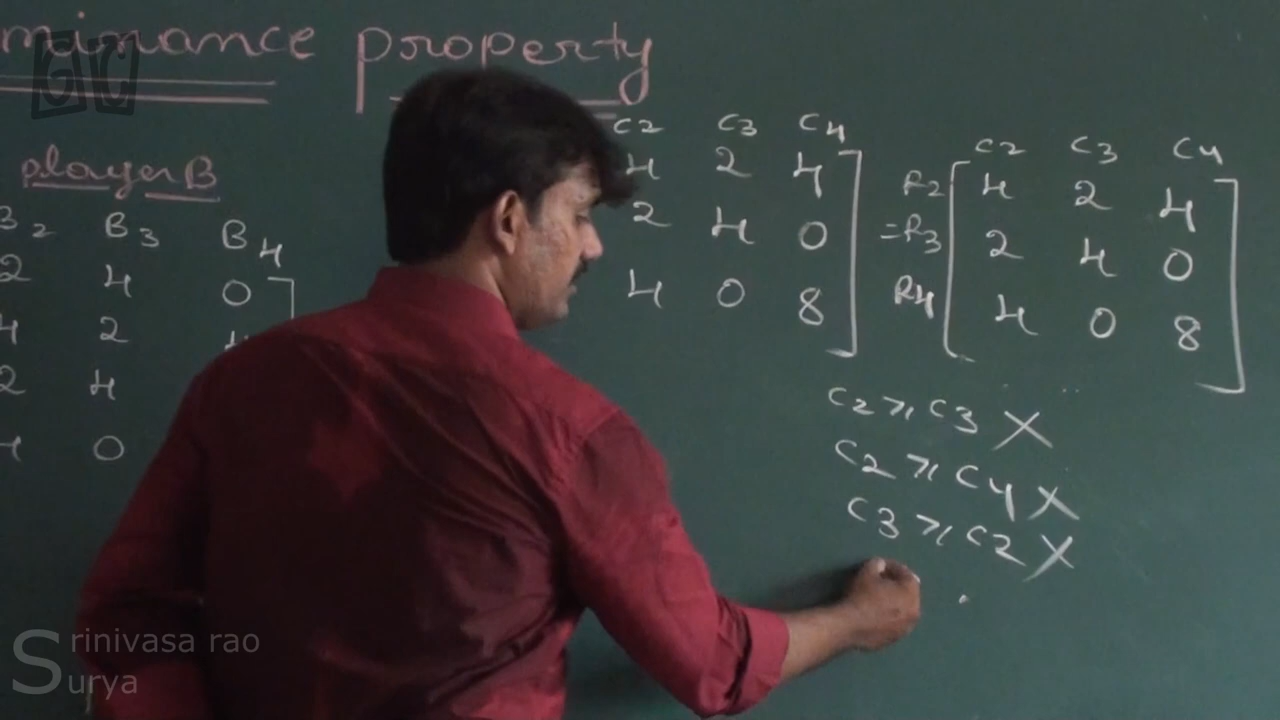 minance property
GC
player B
B2 B3 B4
2 4 0
4 2 4
2 4
4 0
C2 C3 C4
4 2 4
2 4 0
4 0 8
C2 C3 C4
R2 4 2 4
=R3 2 4 0
R4 4 0 8
C2 ≥ C3 X
C2 ≥ C4 X
C3 ≥ C2 X
Srinivasa rao
Surya